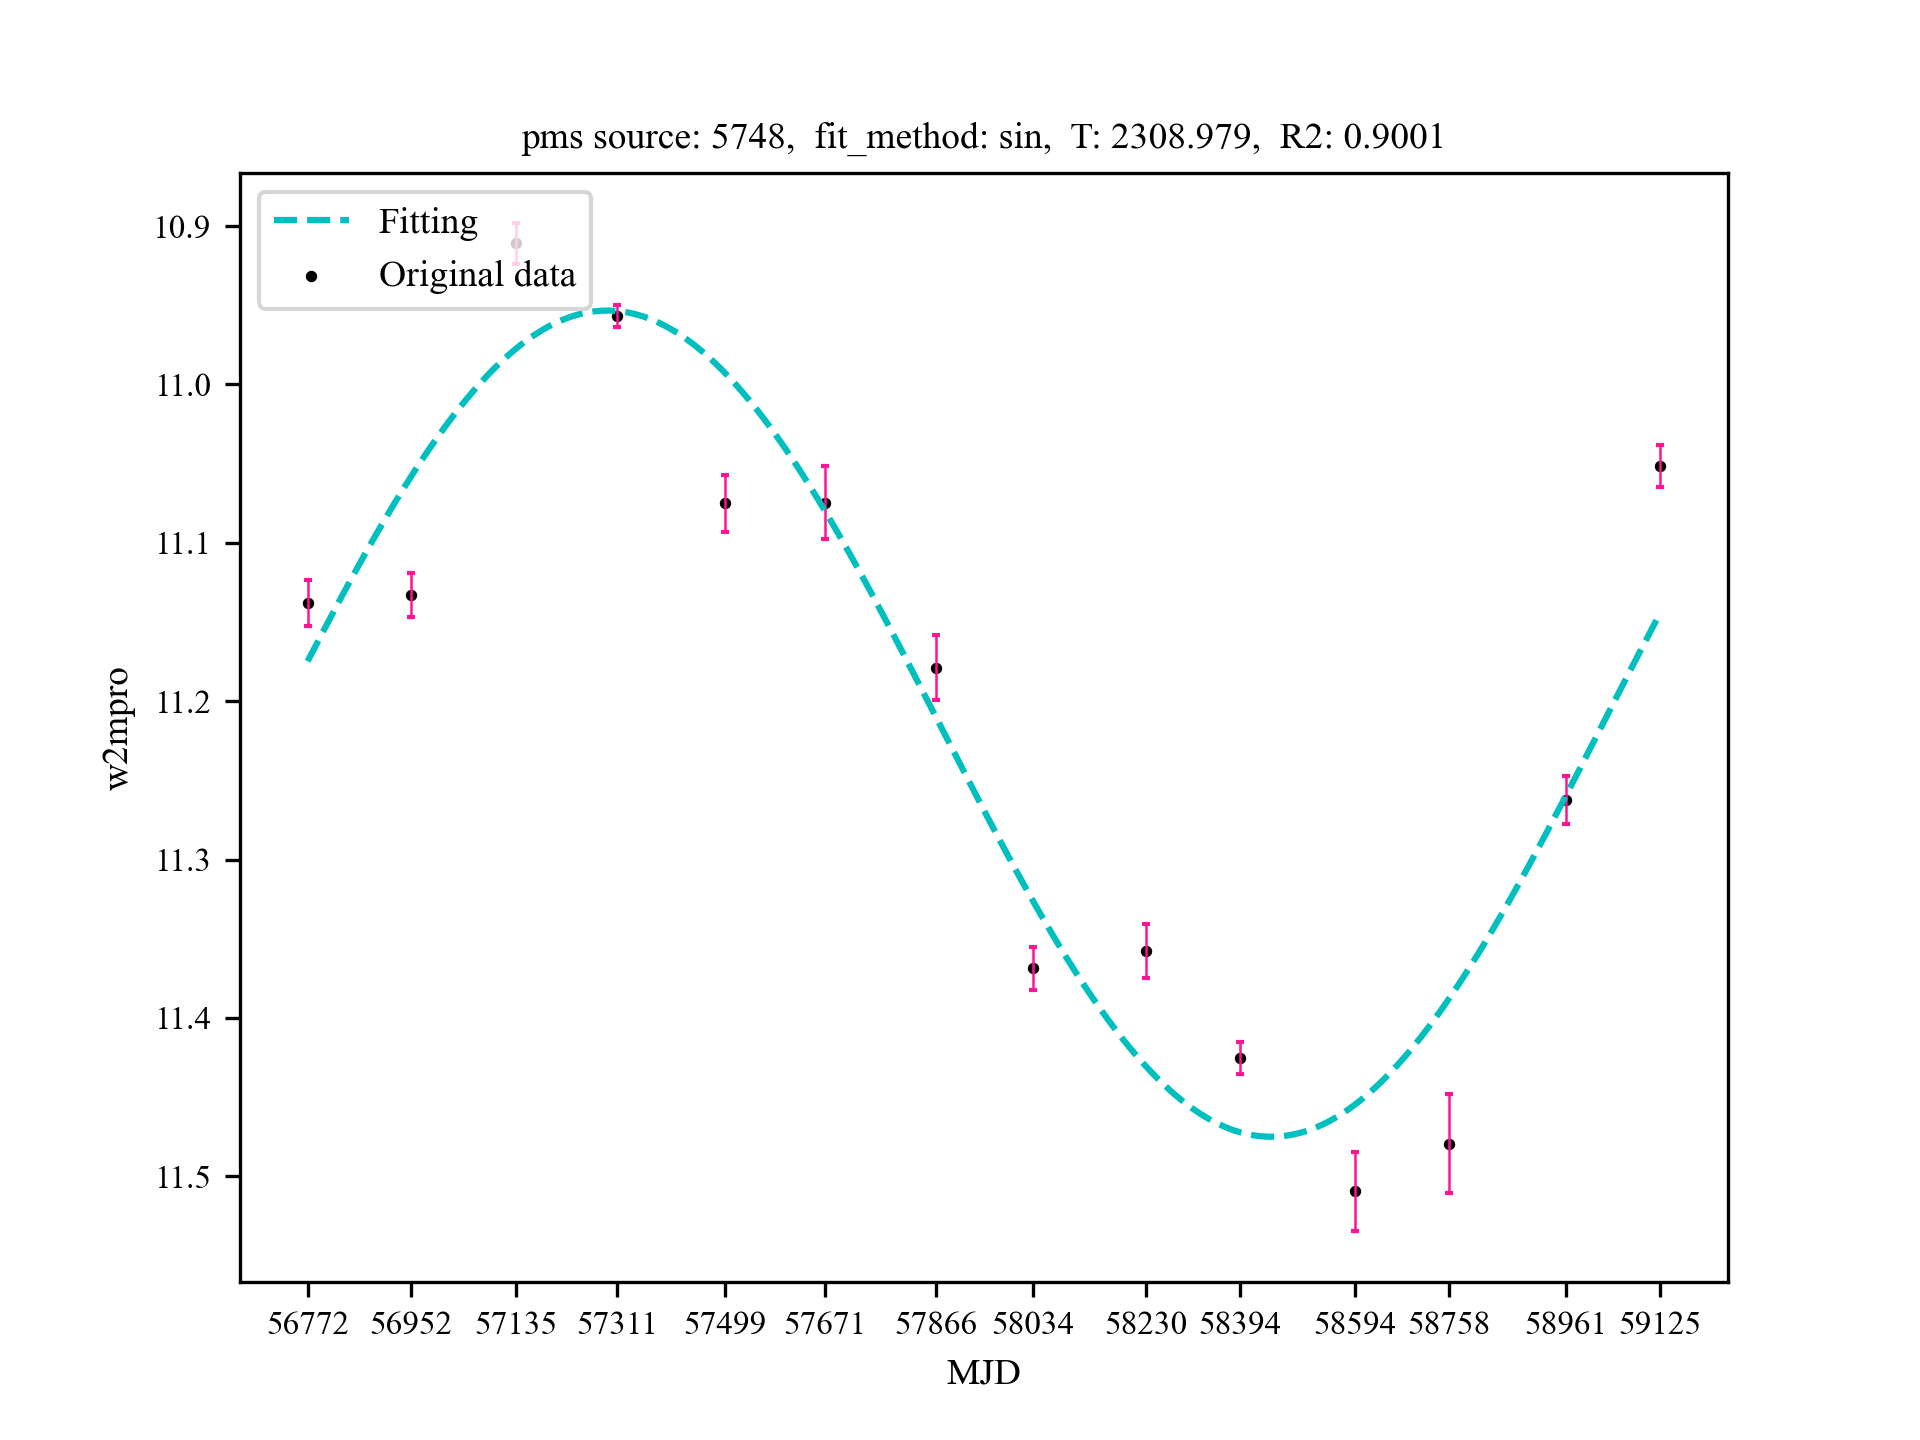 pms source: 5748,  fit_method: sin,  T: 2308.979,  R2: 0.9001
Fitting
Original data
10.9
11.0
11.1
11.2
11.3
11.4
11.5
w2mpro
56772 56952 57135 57311 57499 57671 57866 58034 58230 58394 58594 58758 58961 59125
MJD